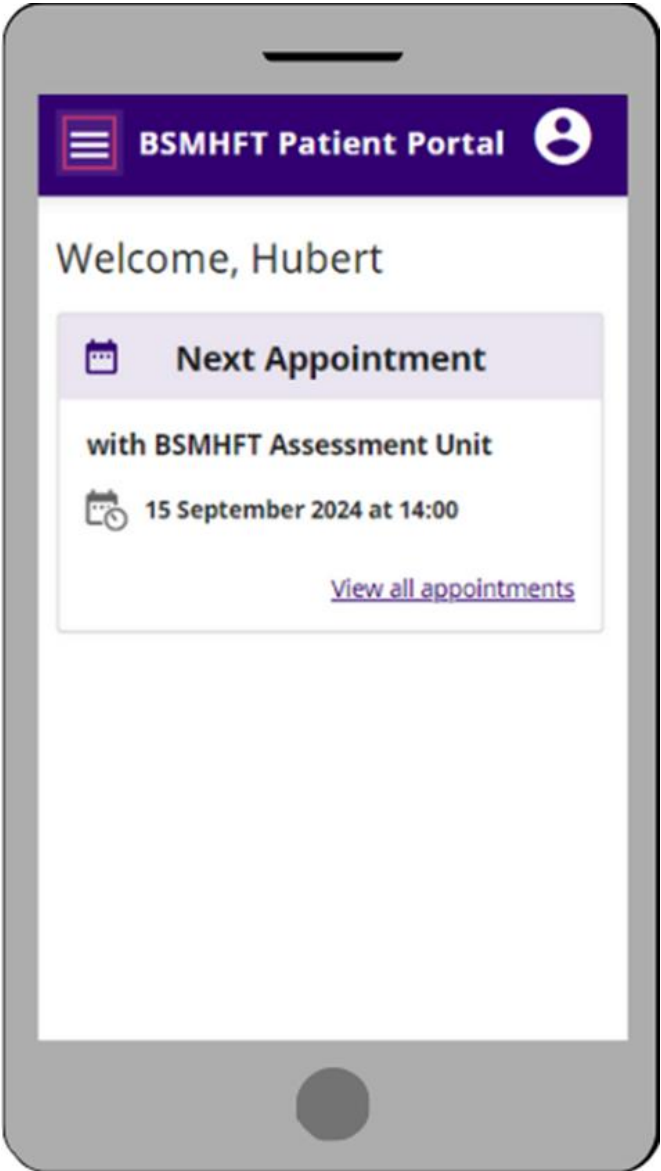 BSMHFT Patient Portal
Welcome, Hubert
Next Appointment
with BSMHFT Assessment Unit
15 September 2024 at 14:00
View all appointments